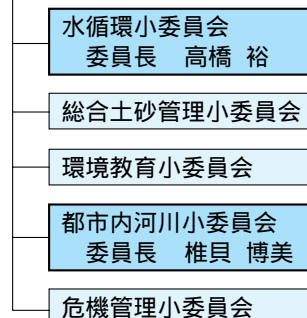 水循環小委員会
委員長 高橋 裕
総合土砂管理小委員会
環境教育小委員会
都市内河川小委員会
委員長 椎貝 博美
危機管理小委員会